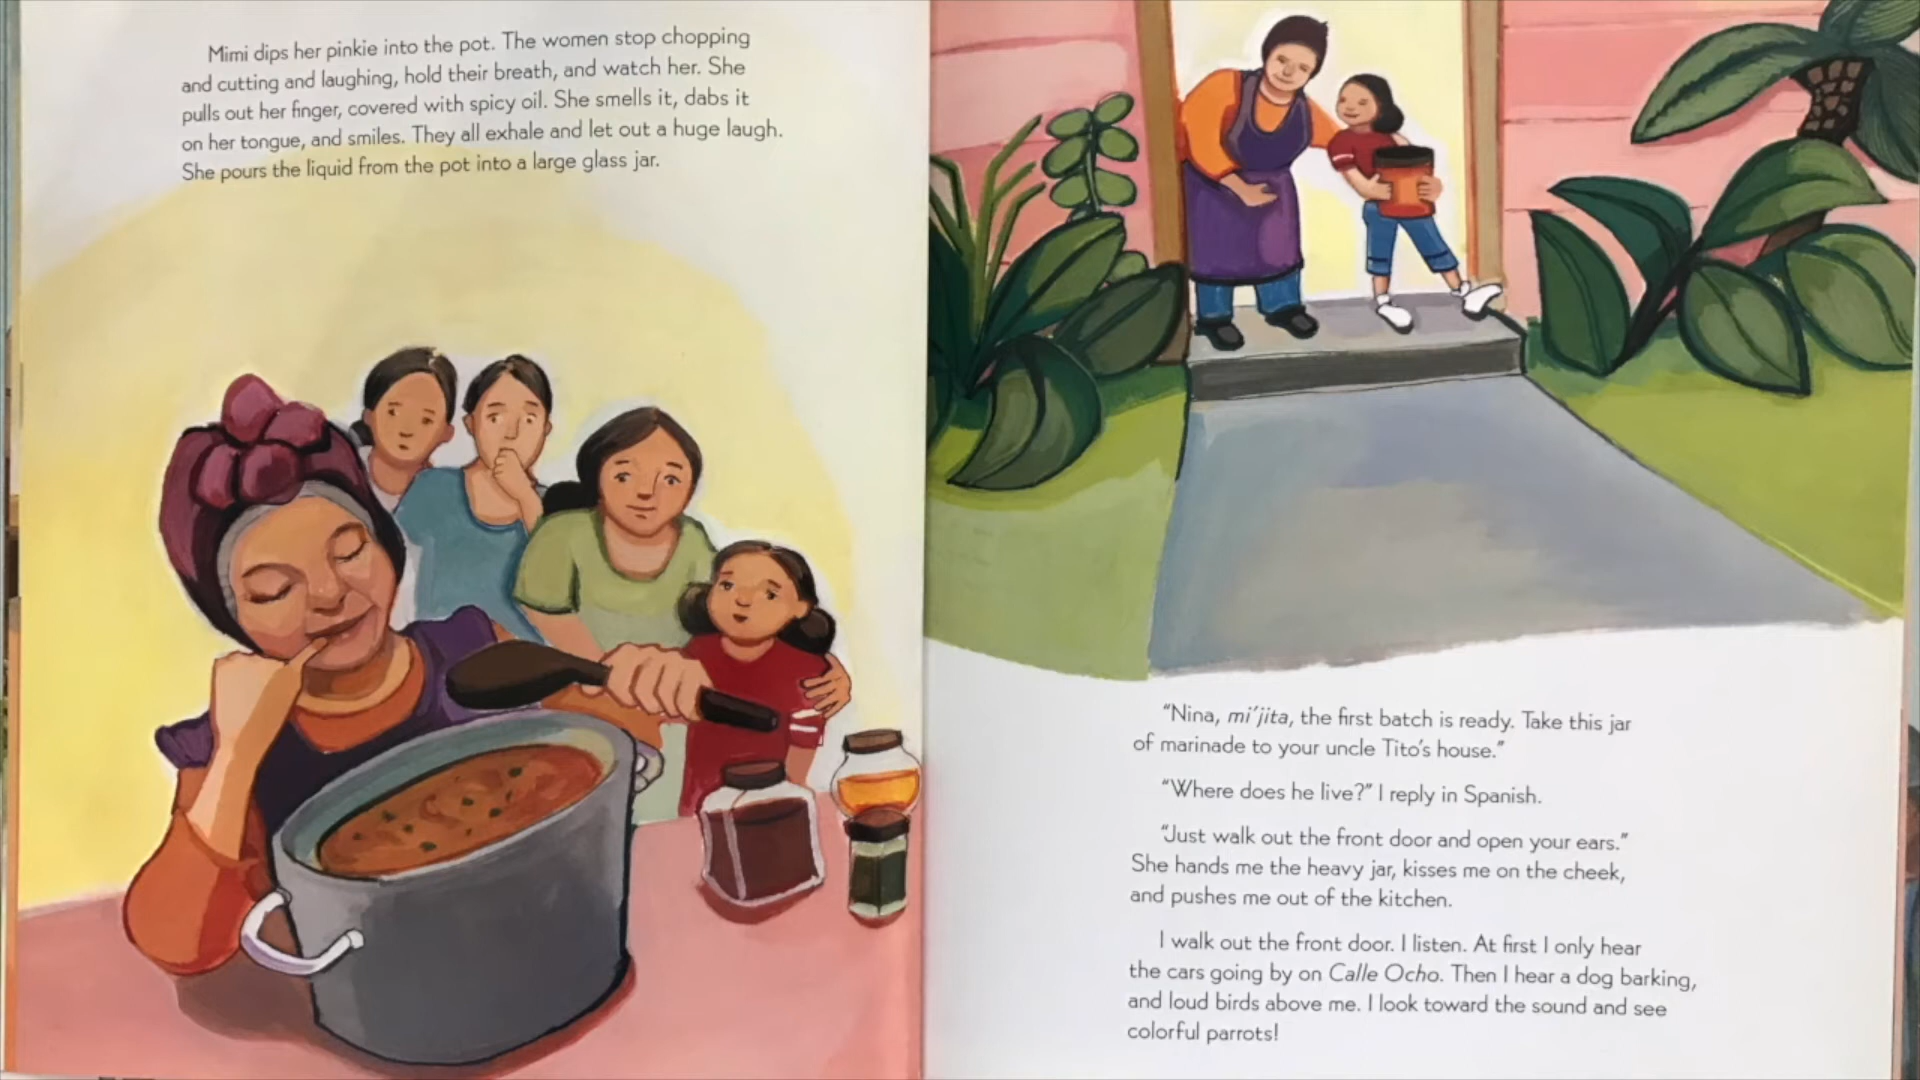 Mimi dips her pinkie into the pot. The women stop chopping
and cutting and laughing, hold their breath, and watch her. She
pulls out her finger, covered with spicy oil. She smells it, dabs it
on her tongue, and smiles. They all exhale and let out a huge laugh.
She pours the liquid from the pot into a large glass jar.
“Nina, mi’jita, the first batch is ready. Take this jar
of marinade to your uncle Tito’s house.”
“Where does he live?” I reply in Spanish.
“Just walk out the front door and open your ears.”
She hands me the heavy jar, kisses me on the cheek,
and pushes me out of the kitchen.
I walk out the front door. I listen. At first I only hear
the cars going by on Calle Ocho. Then I hear a dog barking,
and loud birds above me. I look toward the sound and see
colorful parrots!